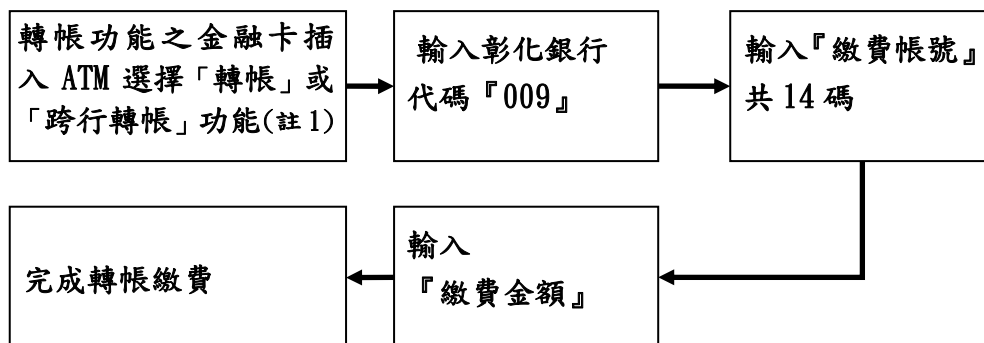 轉帳功能之金融卡插
入 ATM 選擇「轉帳」或
「跨行轉帳」功能(註 1)
輸入彰化銀行
代碼『009』
輸入『繳費帳號』
共 14 碼
輸入
『繳費金額』
完成轉帳繳費